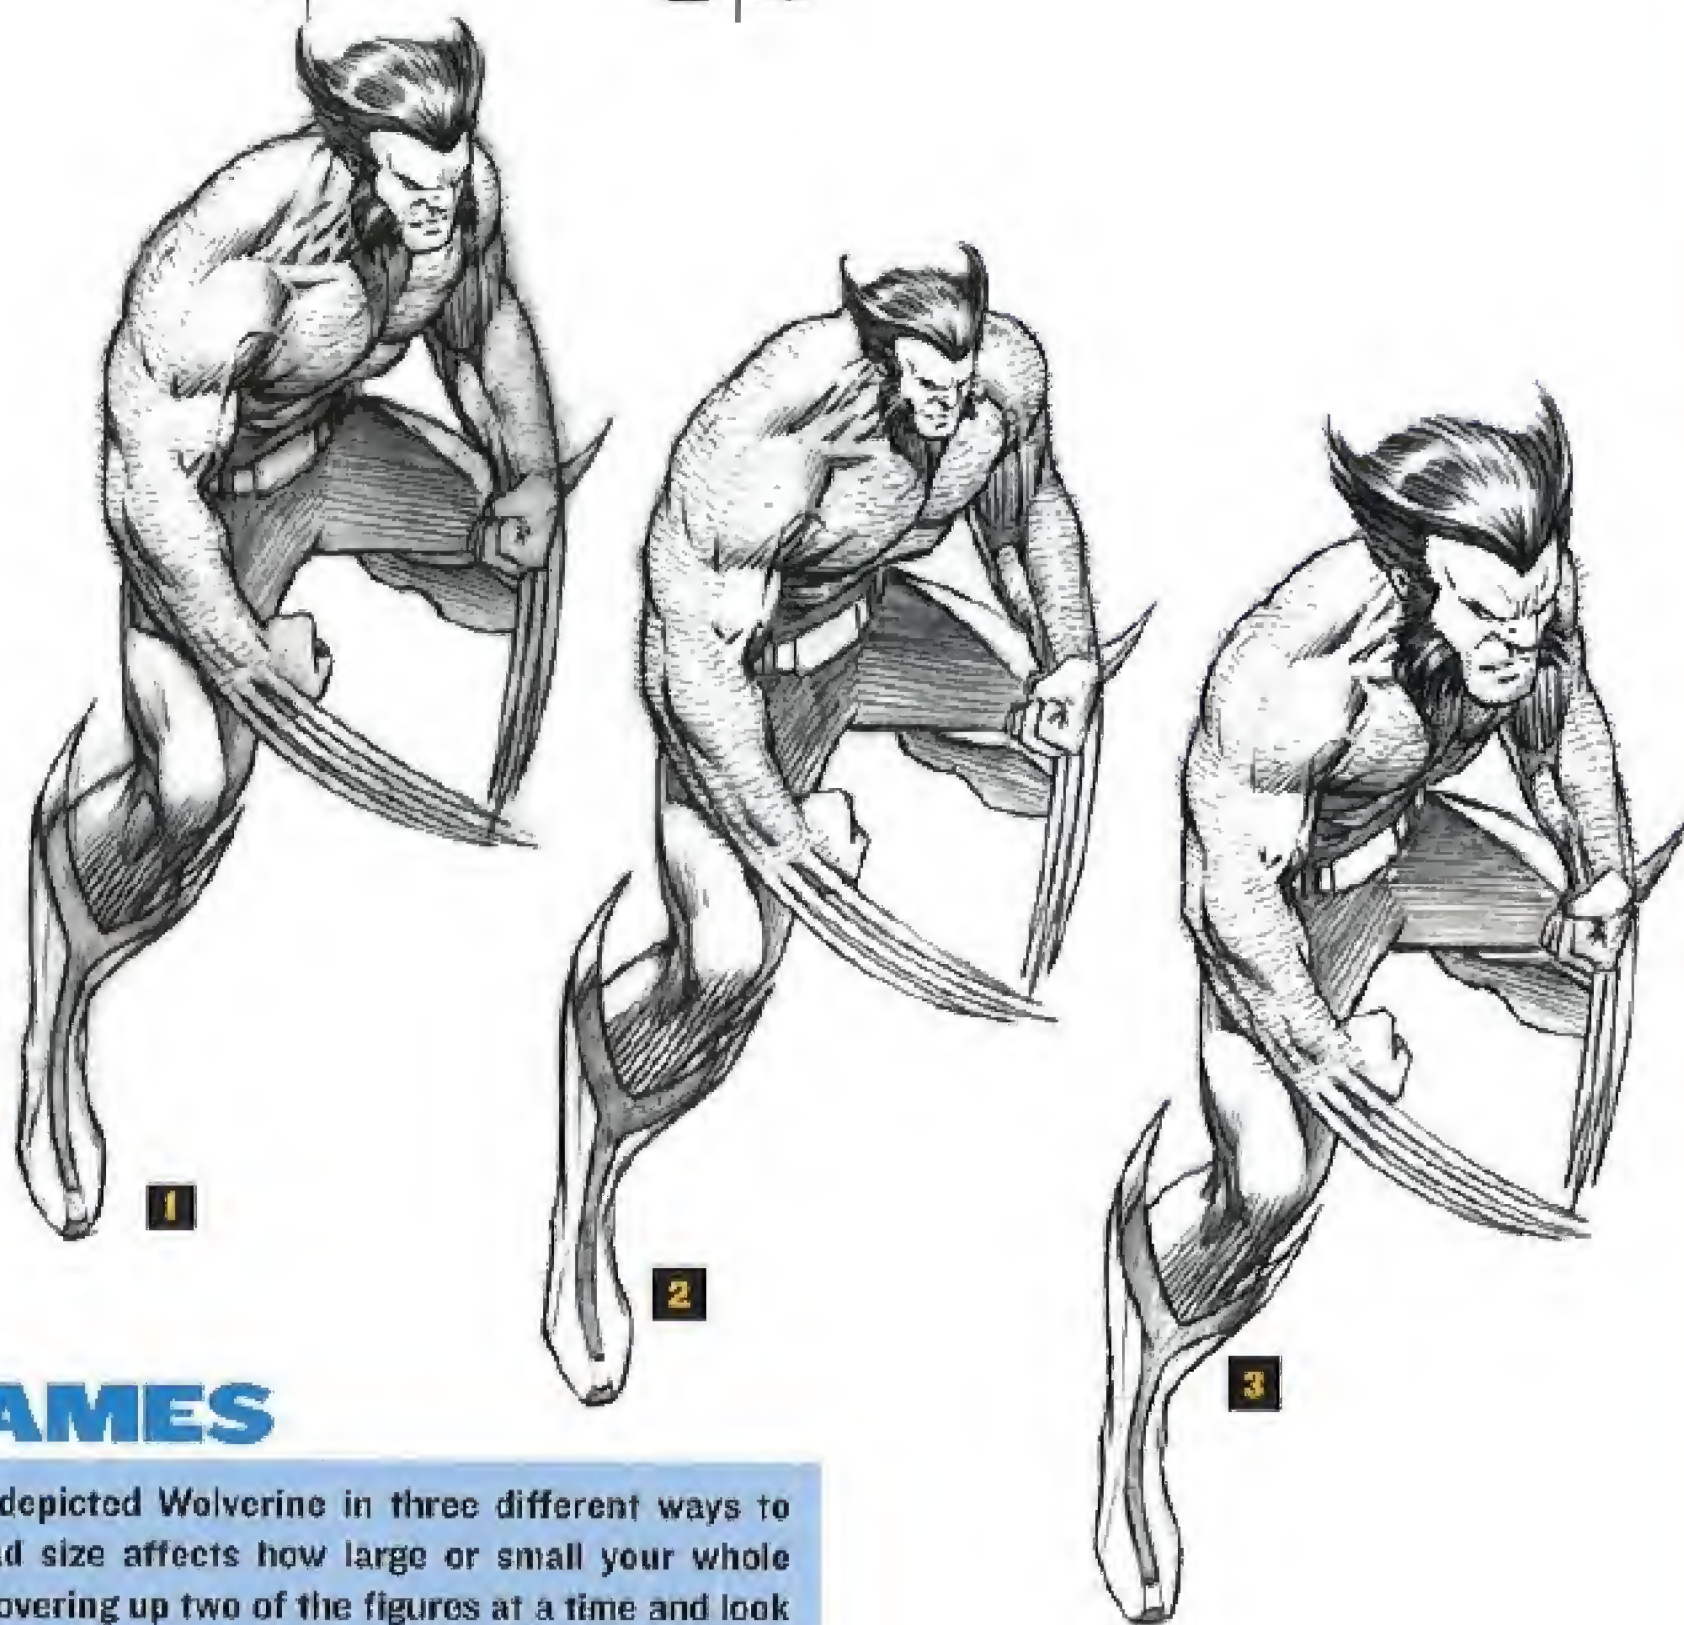 1
2
3
AMES
depicted Wolverine in three different ways to
size affects how large or small your whole
up two of the figures at a time and look